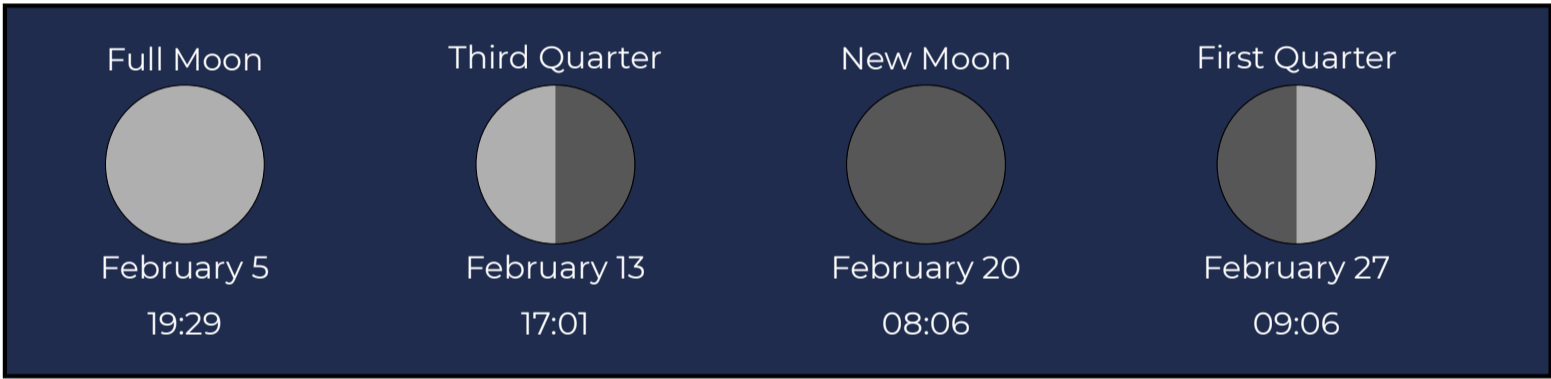 Full Moon
Third Quarter
New Moon
First Quarter
February 5
February 13
February 20
February 27
19:29
17:01
08:06
09:06